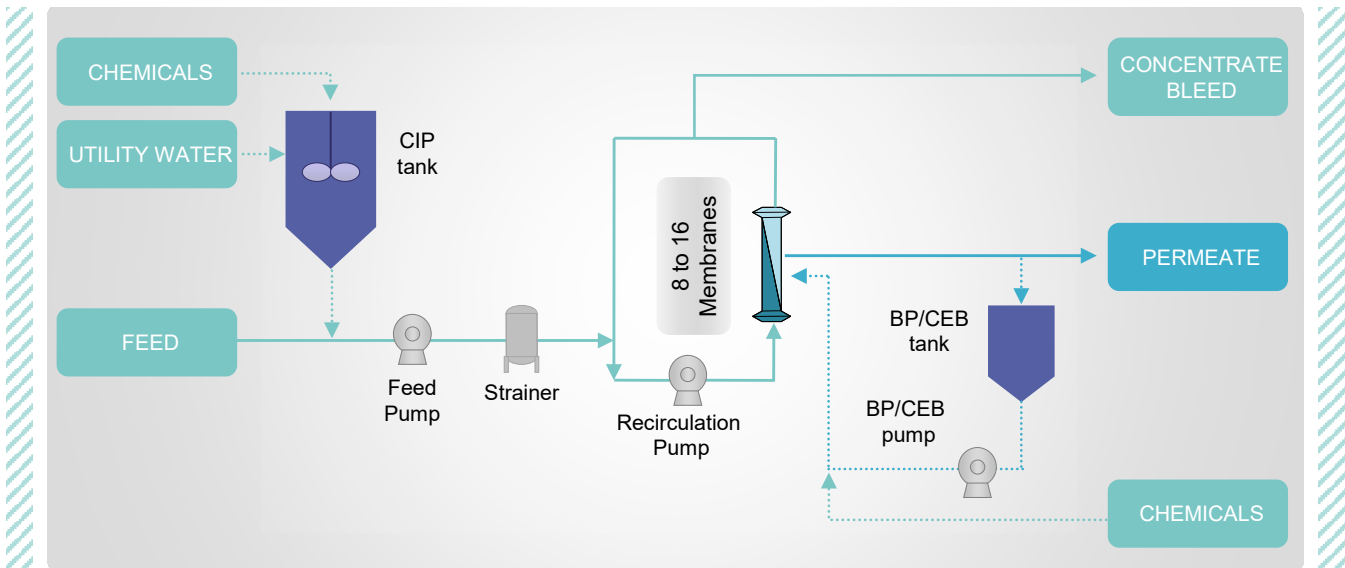 CHEMICALS
UTILITY WATER
CIP
tank
CONCENTRATE
BLEED
8 to 16
Membranes
PERMEATE
FEED
Feed
Pump
Strainer
Recirculation
Pump
BP/CEB
tank
BP/CEB
pump
CHEMICALS